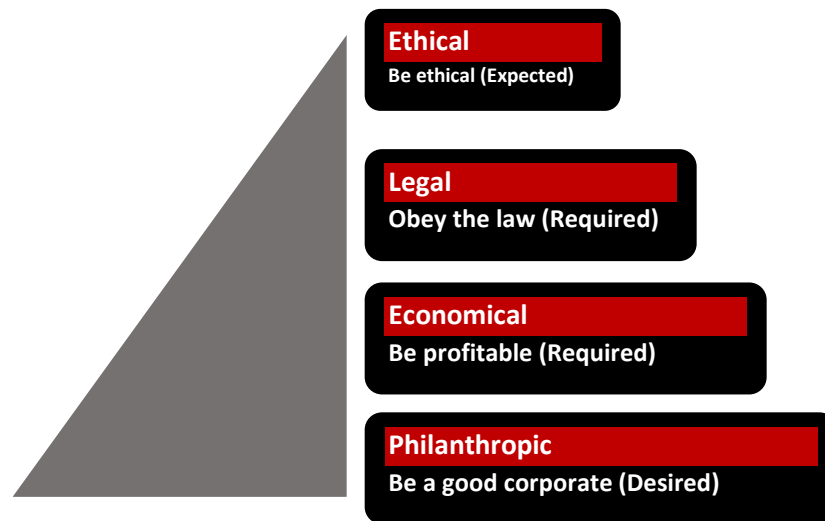 Ethical
Be ethical (Expected)
Legal
Obey the law (Required)
Economical
Be profitable (Required)
Philanthropic
Be a good corporate (Desired)